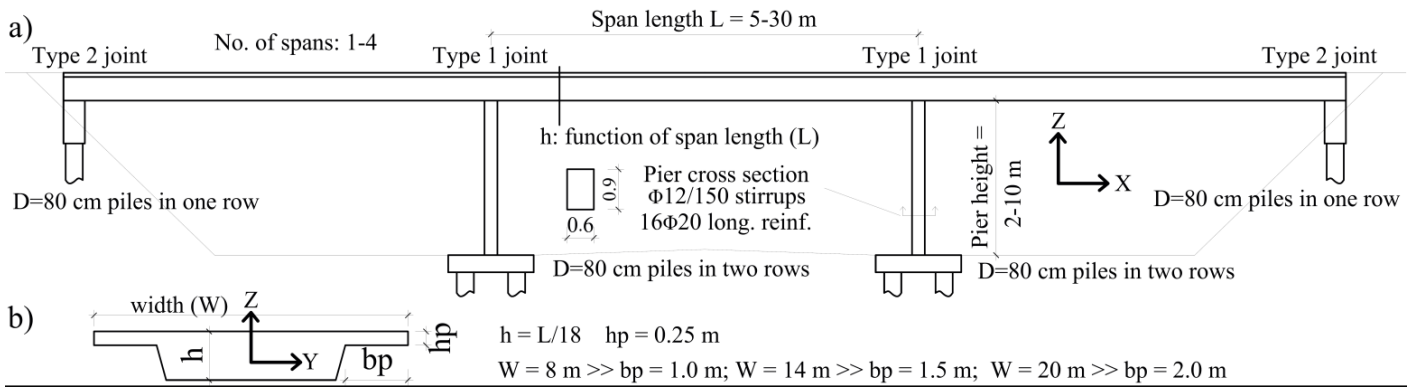 a)
Span length L = 5-30 m
No. of spans: 1-4
Type 2 joint
Type 1 joint
Type 1 joint
Type 2 joint
h: function of span length (L)
Pier cross section
Φ12/150 stirrups
16Φ20 long. reinf.
0.9
0.6
Pier height =
2-10 m
Z
X
D=80 cm piles in one row
D=80 cm piles in one row
D=80 cm piles in two rows
D=80 cm piles in two rows
b)
width (W)
Z
Y
h
bp
hp
h = L/18 hp = 0.25 m
W = 8 m >> bp = 1.0 m; W = 14 m >> bp = 1.5 m; W = 20 m >> bp = 2.0 m